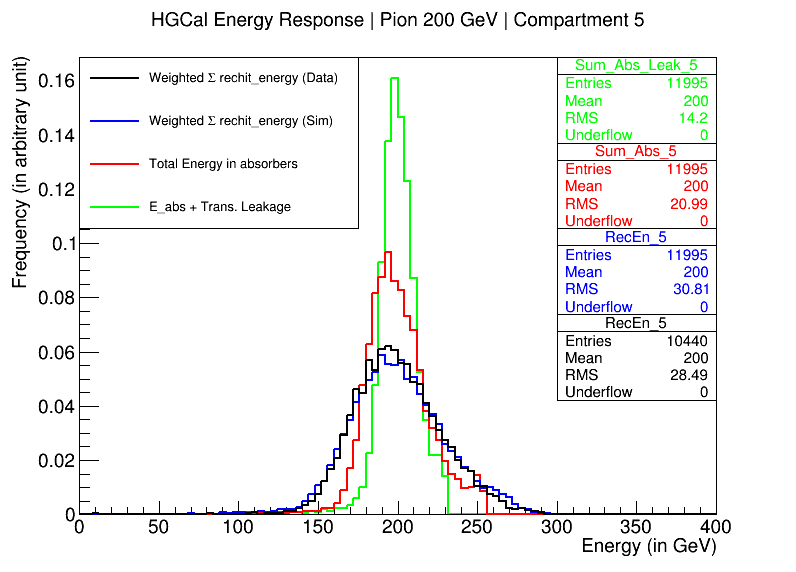 HGCal Energy Response | Pion 200 GeV | Compartment 5
Frequency (in arbitrary unit)
0.16
0.14
0.12
0.1
0.08
0.06
0.04
0.02
0
Weighted Σ rechit_energy (Data)
Weighted Σ rechit_energy (Sim)
Total Energy in absorbers
E_abs + Trans. Leakage
Sum_Abs_Leak_5
Entries 11995
Mean 200
RMS 14.2
Underflow 0
Sum_Abs_5
Entries 11995
Mean 200
RMS 20.99
Underflow 0
RecEn_5
Entries 11995
Mean 200
RMS 30.81
Underflow 0
RecEn_5
Entries 10440
Mean 200
RMS 28.49
Underflow 0
0 50 100 150 200 250 300 350 400
Energy (in GeV)